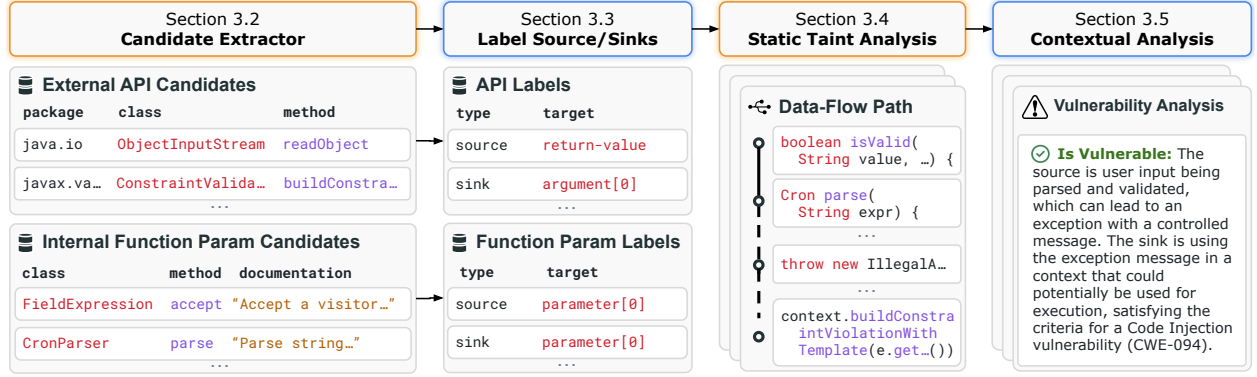 Section 3.2
Candidate Extractor
Section 3.3
Label Source/Sinks
Section 3.4
Static Taint Analysis
Section 3.5
Contextual Analysis
External API Candidates
package class method
java.io ObjectInputStream readObject
javax.va… ConstraintValida… buildConstra…
...
Internal Function Param Candidates
class method documentation
FieldExpression accept “Accept a visitor…”
CronParser parse “Parse string…”
...
API Labels
type target
source return-value
sink argument[0]
...
Function Param Labels
type target
source parameter[0]
sink parameter[0]
...
Data-Flow Path
boolean isValid(
String value, …) {
Cron parse(
String expr) {
...
throw new IllegalA…
...
context.buildConstra
intViolationWith
Template(e.get…())
Vulnerability Analysis
Is Vulnerable: The
source is user input being
parsed and validated,
which can lead to an
exception with a controlled
message. The sink is using
the exception message in a
context that could
potentially be used for
execution, satisfying the
criteria for a Code Injection
vulnerability (CWE-094).